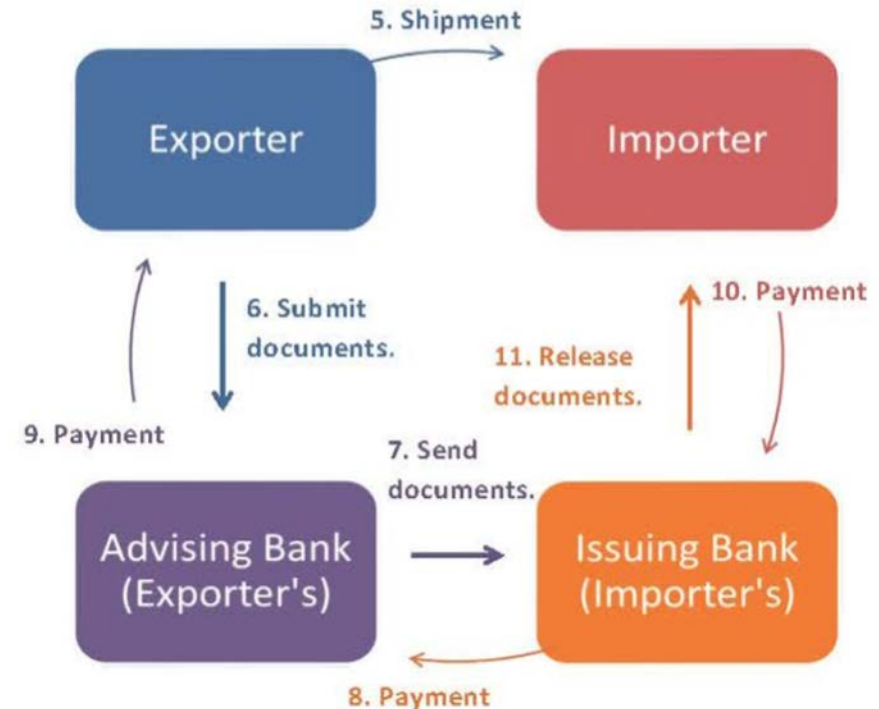 5. Shipment
Exporter
Importer
6. Submit
documents.
10. Payment
11. Release
documents.
9. Payment
7. Send
documents.
Advising Bank
(Exporter's)
Issuing Bank
(Importer's)
8. Payment